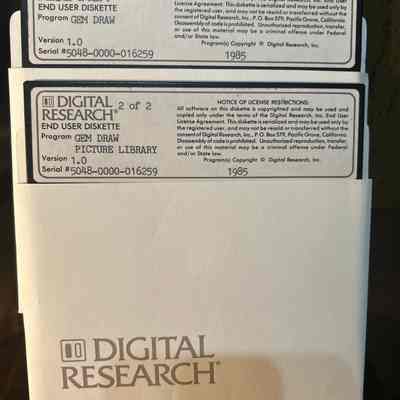 END USER DISKETTE
Program GEM DRAW
Version 1.0
Serial #5048-0000-016259
License Agreement. This diskette is serialized and may be used only by
the registered user, and may not be resold or transferred without the
consent of Digital Research, Inc., P.O. Box 579, Pacific Grove, California.
Disassembly of code is prohibited. Unauthorized reproduction, transfer,
or use of this material may be a criminal offense under Federal
and/or State law.
Program(s) Copyright © Digital Research, Inc.
1985
DIGITAL RESEARCH®
2 of 2
END USER DISKETTE
Program GEM DRAW
PICTURE LIBRARY
Version 1.0
Serial #5048-0000-016259
NOTICE OF LICENSE RESTRICTIONS:
All software on this diskette is copyrighted and may be used and
copied only under the terms of the Digital Research, Inc. End User
License Agreement. This diskette is serialized and may be used only by
the registered user, and may not be resold or transferred without the
consent of Digital Research, Inc., P.O. Box 579, Pacific Grove, California.
Disassembly of code is prohibited. Unauthorized reproduction, transfer,
or use of this material may be a criminal offense under Federal
and/or State law.
Program(s) Copyright © Digital Research, Inc.
1985
DIGITAL
RESEARCH®